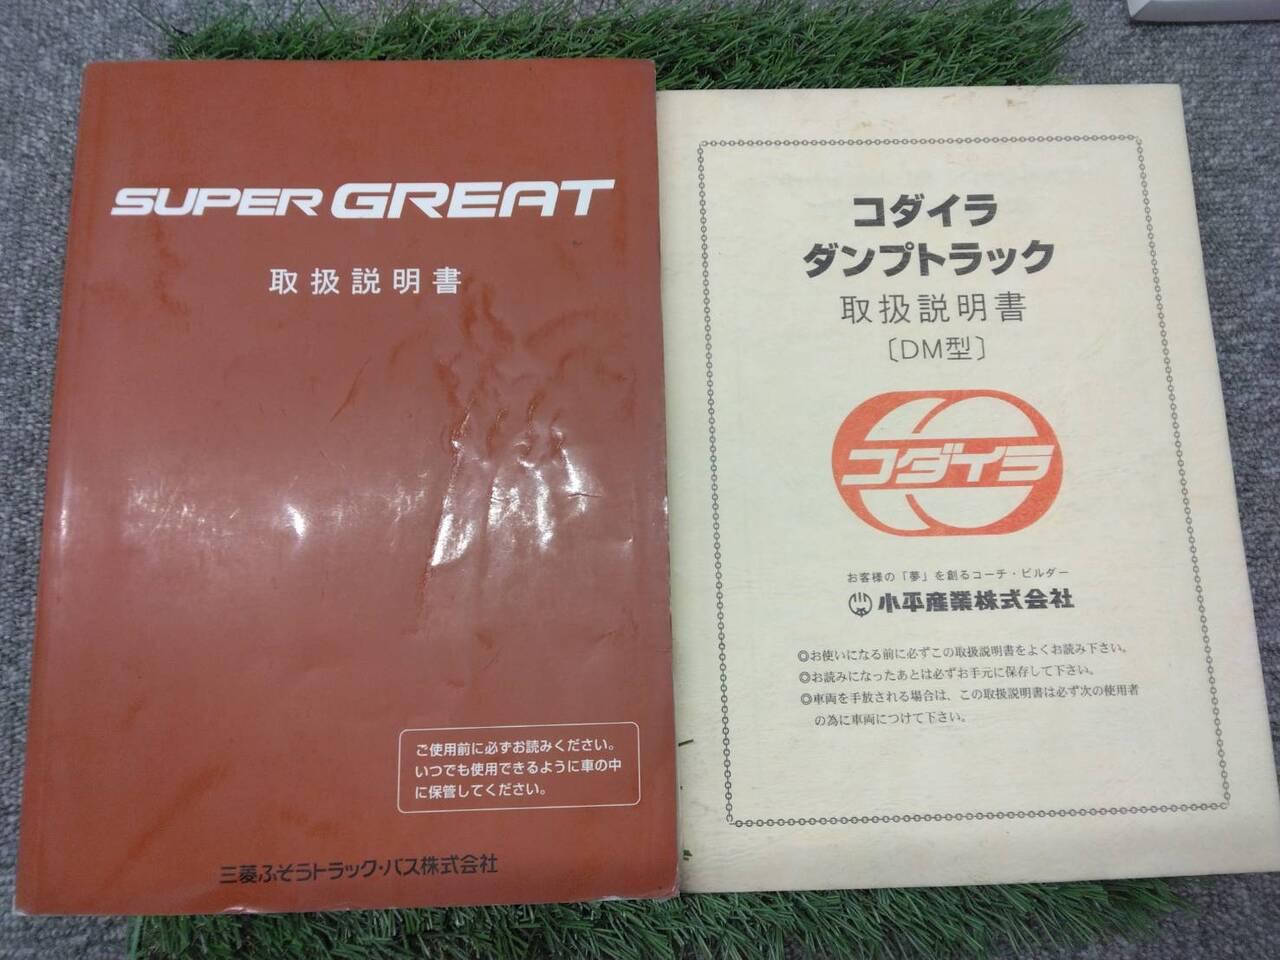 SUPER GREAT
取扱説明書
ご使用前に必ずお読みください。
いつでも使用できるように車の中
に保管してください。
三菱ふそうトラック・バス株式会社
コダイラ
ダンプトラック
取扱説明書
〔DM型〕
コダイラ
お客様の「夢」を創るコーチ・ビルダー
小平産業株式会社
◎お使いになる前に必ずこの取扱説明書をよくお読み下さい。
◎お読みになったあとは必ずお手元に保存して下さい。
◎車両を手放される場合は、この取扱説明書は必ず次の使用者
の為に車両につけて下さい。